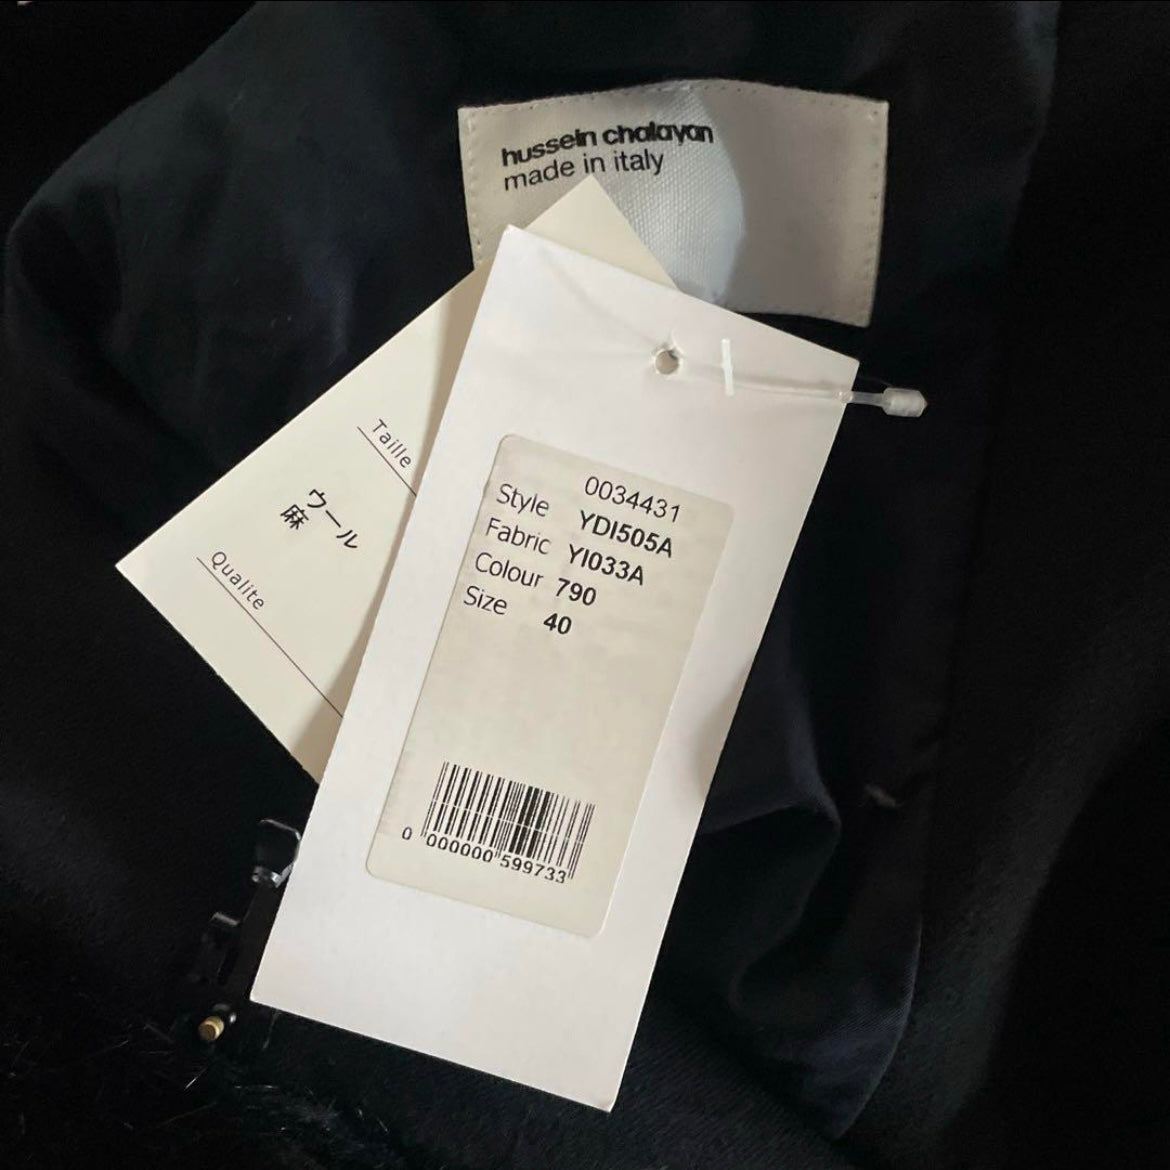 hussein chalayan
made in italy
Taille
ウール
麻
Qualite
0034431
Style YDI505A
Fabric YI033A
Colour 790
Size 40
0 000000 599733